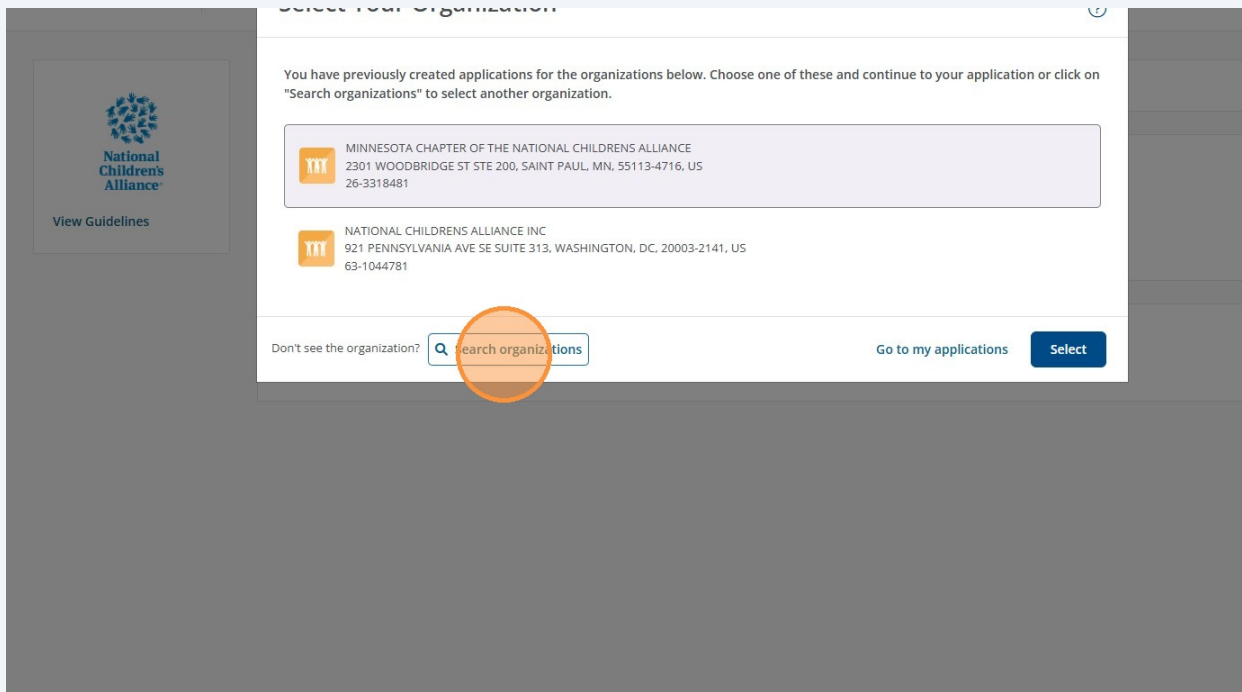 Select Your Organization
National
Children's
Alliance
View Guidelines
You have previously created applications for the organizations below. Choose one of these and continue to your application or click on
"Search organizations" to select another organization.
MINNESOTA CHAPTER OF THE NATIONAL CHILDRENS ALLIANCE
2301 WOODBRIDGE ST STE 200, SAINT PAUL, MN, 55113-4716, US
26-3318481
NATIONAL CHILDRENS ALLIANCE INC
921 PENNSYLVANIA AVE SE SUITE 313, WASHINGTON, DC, 20003-2141, US
63-1044781
Don't see the organization? Search organizations Go to my applications Select